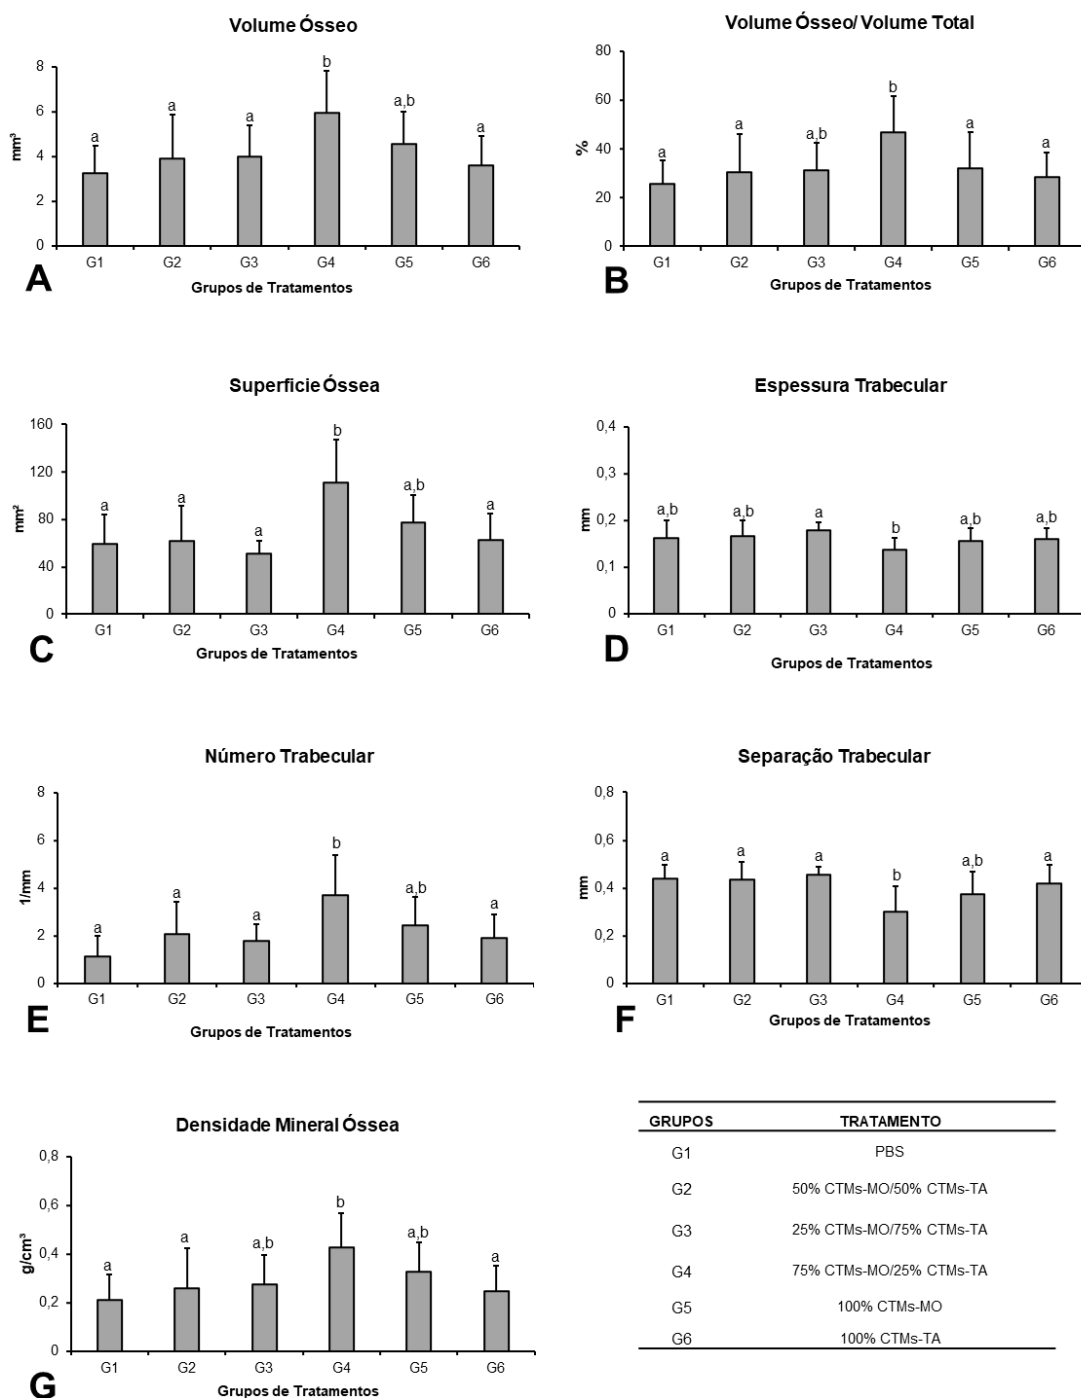 Volume Ósseo
8
6
4
2
0
mm³
a
a
a
b
a,b
a
G1 G2 G3 G4 G5 G6
A
Grupos de Tratamentos
Volume Ósseo/ Volume Total
80
60
40
20
0
%
a
a
a,b
b
a
a
G1 G2 G3 G4 G5 G6
B
Grupos de Tratamentos
Superficie Óssea
160
120
80
40
0
mm²
a
a
a
b
a,b
a
G1 G2 G3 G4 G5 G6
C
Grupos de Tratamentos
Espessura Trabecular
0,4
0,3
0,2
0,1
0
mm
a,b
a,b
a
b
a,b
a,b
G1 G2 G3 G4 G5 G6
D
Grupos de Tratamentos
Número Trabecular
8
6
4
2
0
1/mm
a
a
a
b
a,b
a
G1 G2 G3 G4 G5 G6
E
Grupos de Tratamentos
Separação Trabecular
0,8
0,6
0,4
0,2
0
mm
a
a
a
b
a,b
a
G1 G2 G3 G4 G5 G6
F
Grupos de Tratamentos
Densidade Mineral Óssea
0,8
0,6
0,4
0,2
0
g/cm³
a
a
a,b
b
a,b
a
G1 G2 G3 G4 G5 G6
G
Grupos de Tratamentos
GRUPOS TRATAMENTO
G1 PBS
G2 50% CTMs-MO/50% CTMs-TA
G3 25% CTMs-MO/75% CTMs-TA
G4 75% CTMs-MO/25% CTMs-TA
G5 100% CTMs-MO
G6 100% CTMs-TA